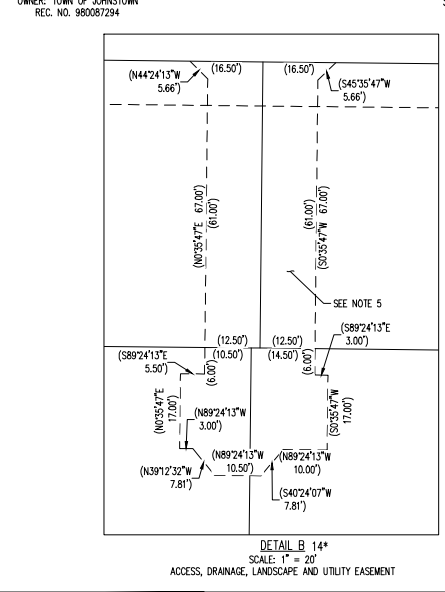 OWNER: TOWN OF JOHNSTOWN
REC. NO. 980087294
(N44°24'13"W
5.66')
(16.50')
(16.50')
(S45°35'47"W
5.66')
(N0°35'47"E 67.00')
(61.00')
(S0°35'47"W 67.00')
(61.00')
SEE NOTE 5
(12.50')
(12.50')
(S89°24'13"E
3.00')
(S89°24'13"E
5.50')
(10.50')
(14.50')
(6.00')
(6.00')
(N0°35'47"E
17.00')
(S0°35'47"W
17.00')
(N89°24'13"W
3.00')
(N89°24'13"W
10.50')
(N89°24'13"W
10.00')
(N39°12'32"W
7.81')
(S40°24'07"W
7.81')
DETAIL B 14*
SCALE: 1" = 20'
ACCESS, DRAINAGE, LANDSCAPE AND UTILITY EASEMENT